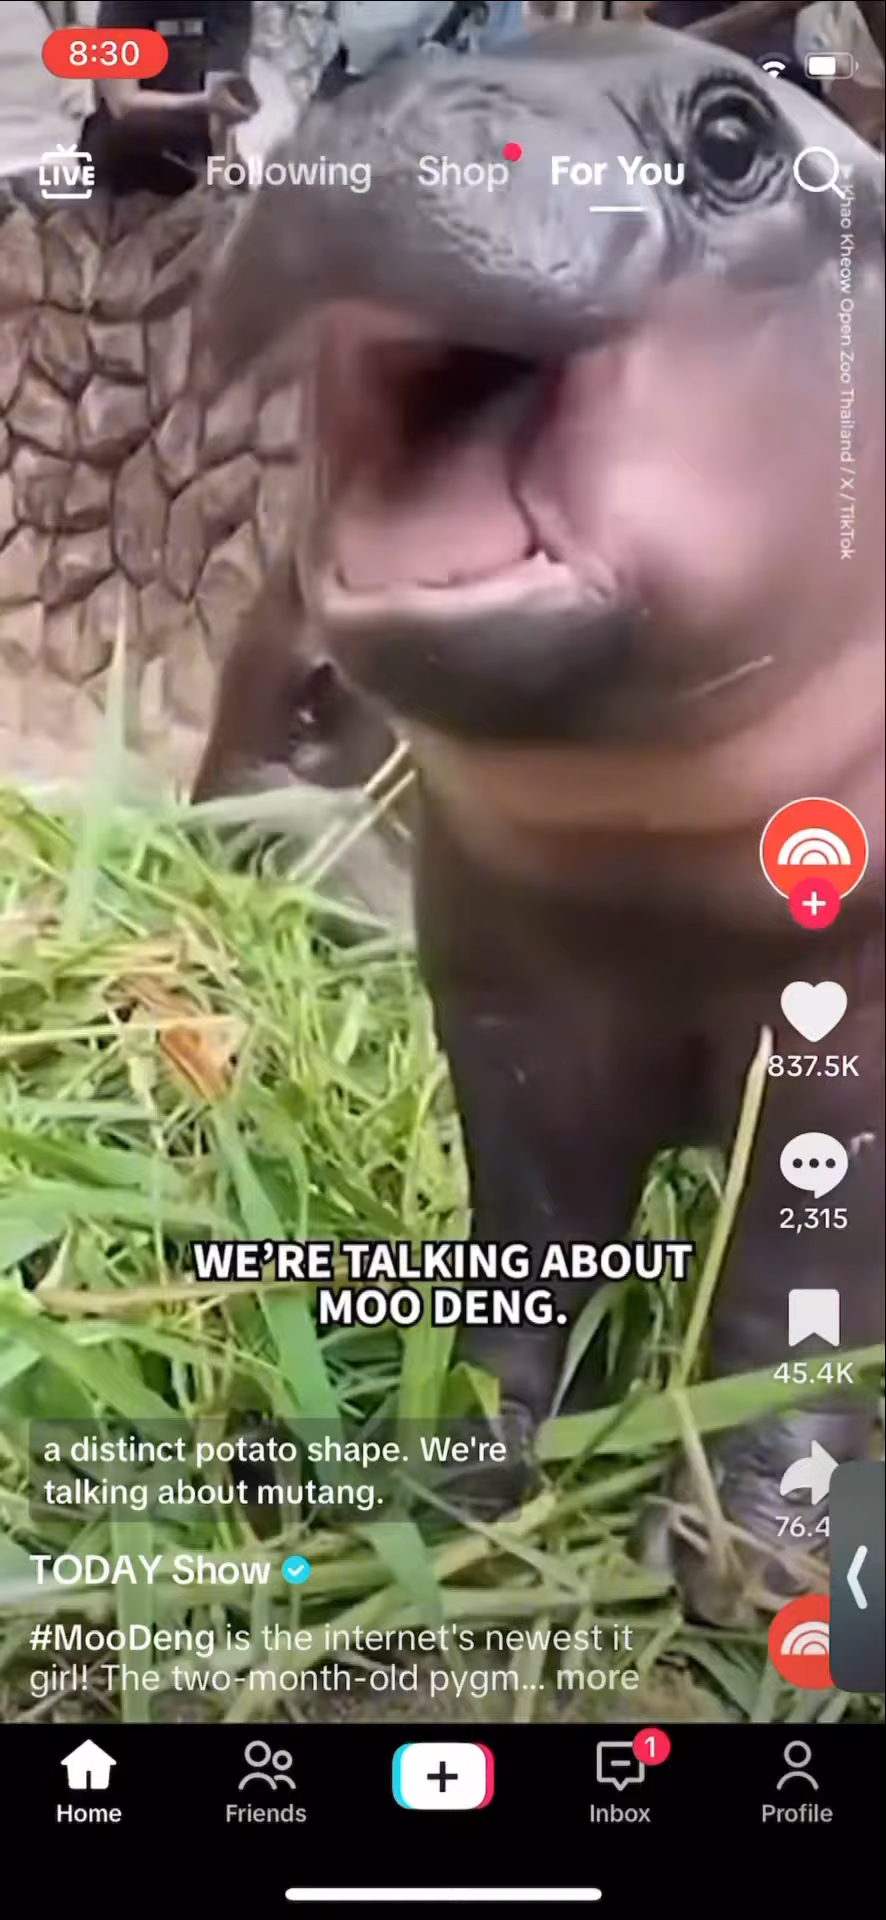 8:30
LIVE
Following
Shop
For You
Khao Kheow Open Zoo Thailand / X / TikTok
837.5K
2,315
WE'RE TALKING ABOUT
MOO DENG.
45.4K
a distinct potato shape. We're
talking about mutang.
76.4
TODAY Show
#MooDeng is the internet's newest it
girl! The two-month-old pygm... more
Home
Friends
1
Inbox
Profile